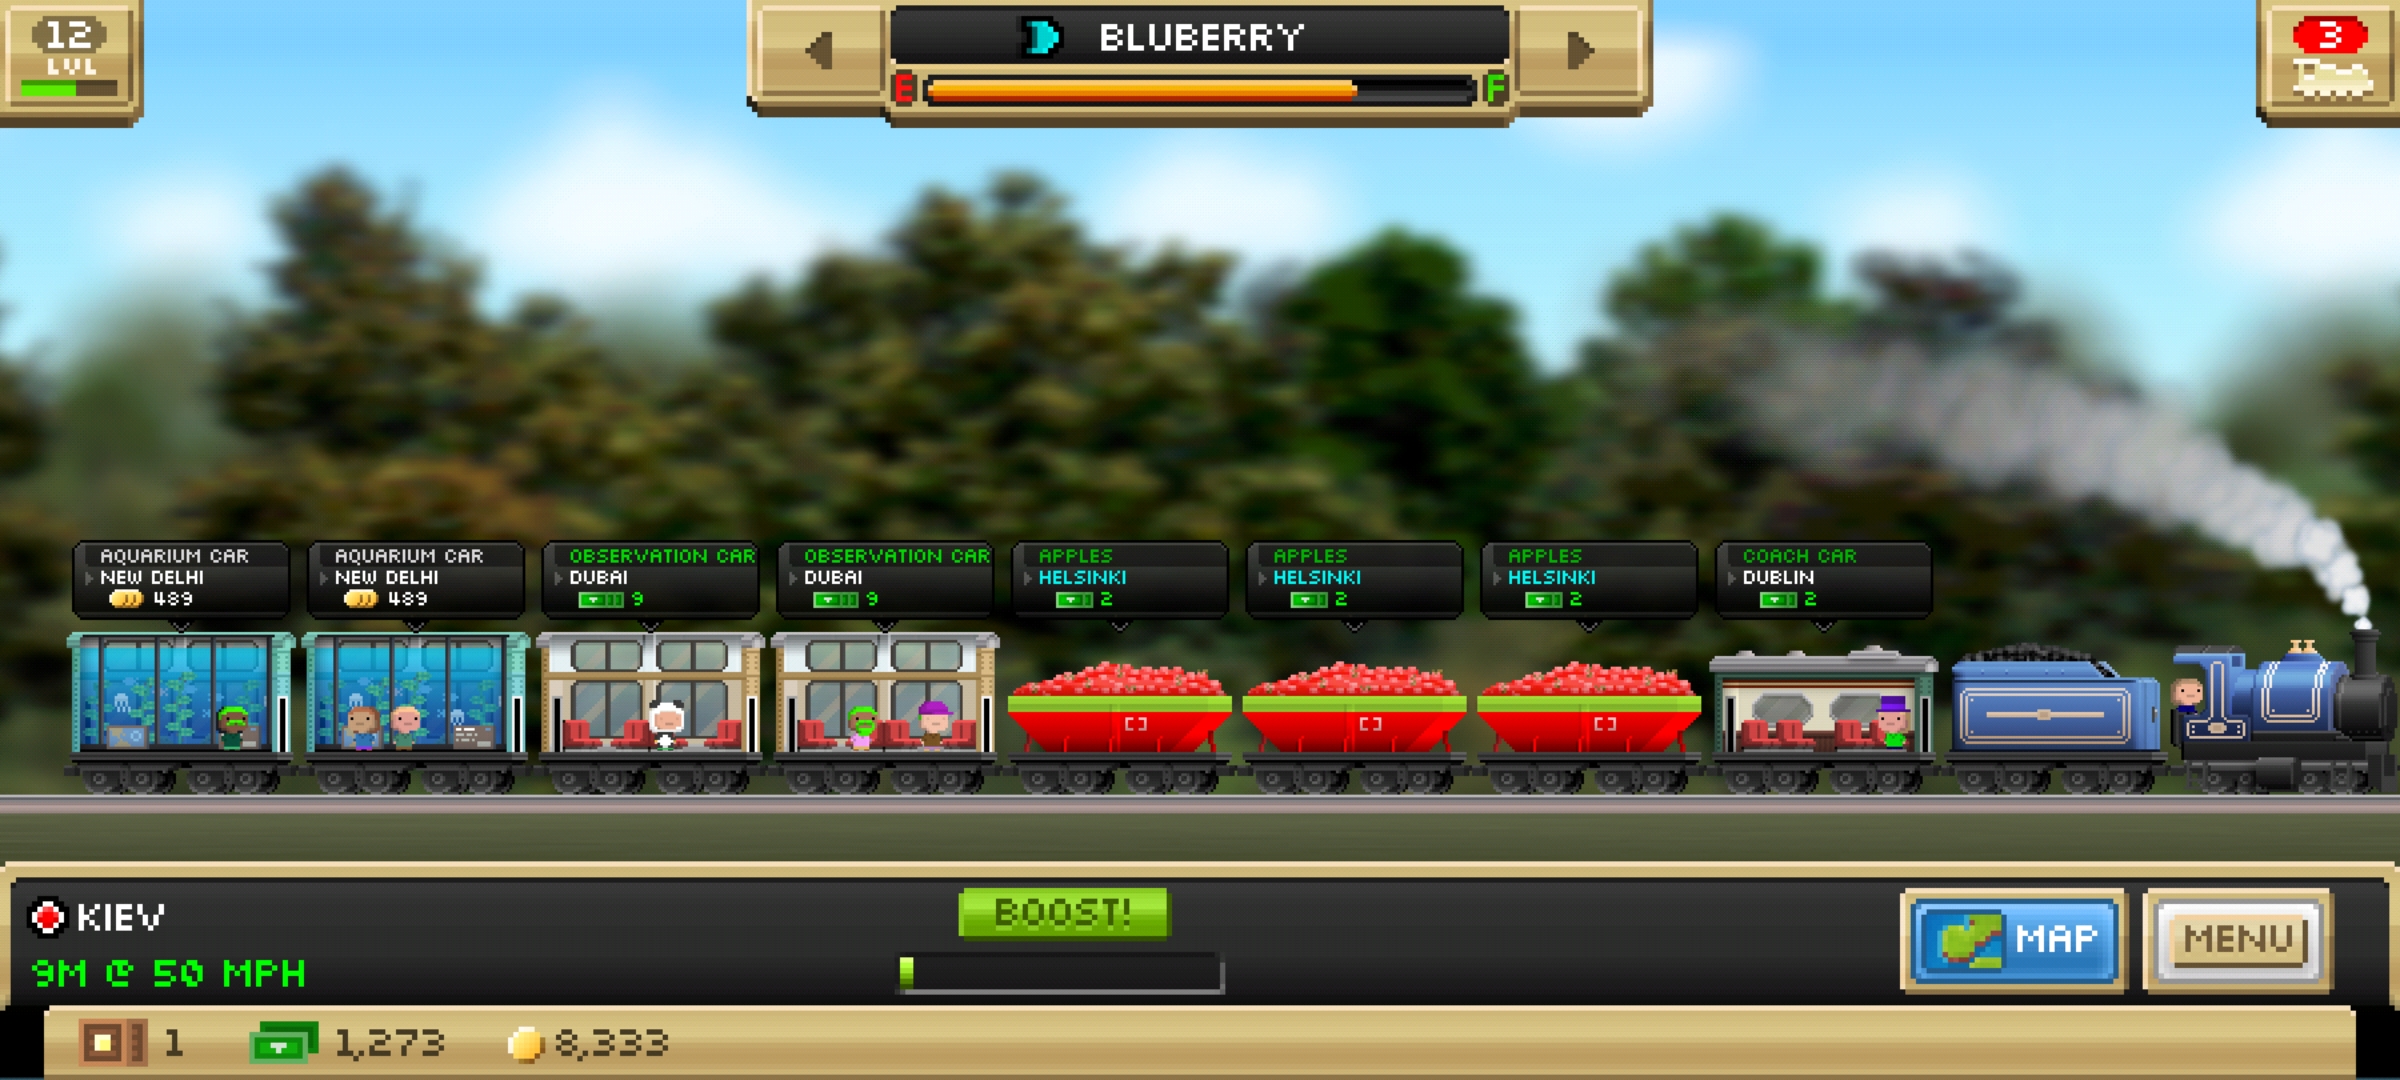 12
LVL
BLUBERRY
E F
3
AQUARIUM CAR
NEW DELHI
489
AQUARIUM CAR
NEW DELHI
489
OBSERVATION CAR
DUBAI
9
OBSERVATION CAR
DUBAI
9
APPLES
HELSINKI
2
APPLES
HELSINKI
2
APPLES
HELSINKI
2
COACH CAR
DUBLIN
2
KIEV
9M @ 50 MPH
BOOST!
MAP
MENU
1
1,273
8,333